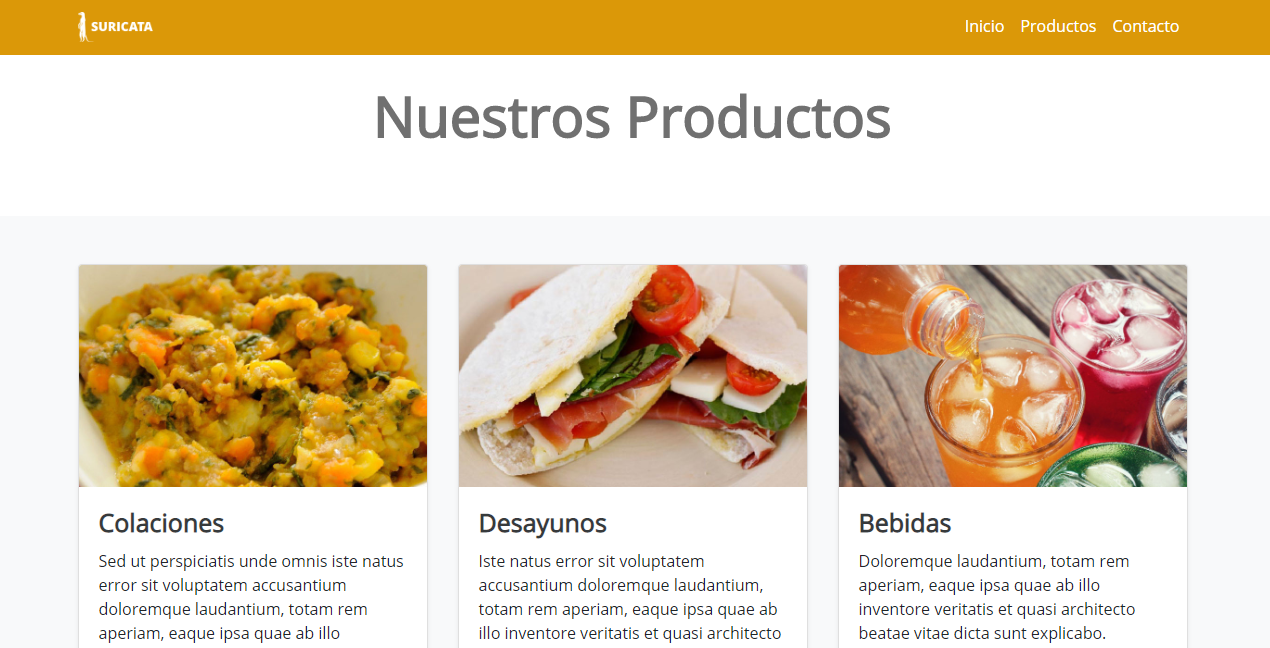 SURICATA
Inicio Productos Contacto
Nuestros Productos
Colaciones
Sed ut perspiciatis unde omnis iste natus
error sit voluptatem accusantium
doloremque laudantium, totam rem
aperiam, eaque ipsa quae ab illo
Desayunos
Iste natus error sit voluptatem
accusantium doloremque laudantium,
totam rem aperiam, eaque ipsa quae ab
illo inventore veritatis et quasi architecto
Bebidas
Doloremque laudantium, totam rem
aperiam, eaque ipsa quae ab illo
inventore veritatis et quasi architecto
beatae vitae dicta sunt explicabo.